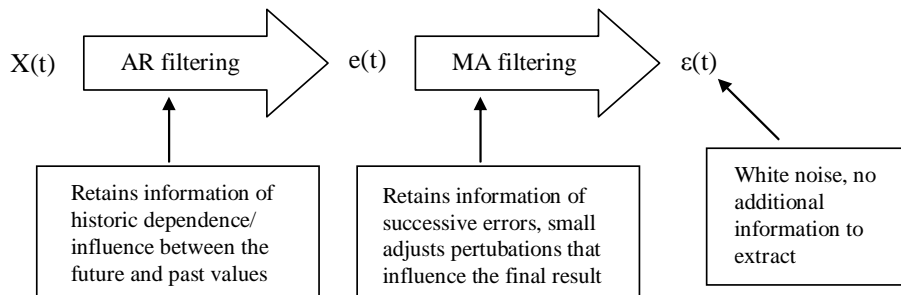 X(t)
AR filtering
e(t)
MA filtering
ε(t)
Retains information of
historic dependence/
influence between the
future and past values
Retains information of
successive errors, small
adjusts pertubations that
influence the final result
White noise, no
additional
information to
extract